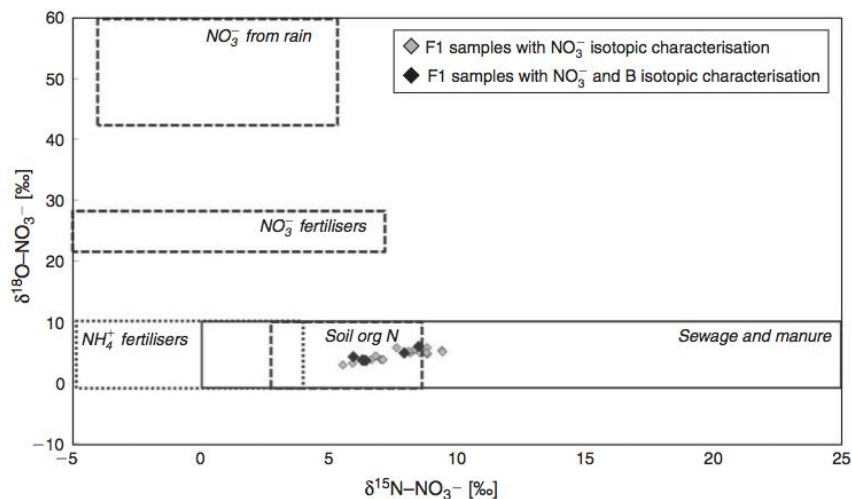 60
50
40
30
20
10
0
−10
δ¹⁸O–NO₃⁻ [‰]
NO₃⁻ from rain
◇ F1 samples with NO₃⁻ isotopic characterisation
◆ F1 samples with NO₃⁻ and B isotopic characterisation
NO₃⁻ fertilisers
NH₄⁺ fertilisers
Soil org N
Sewage and manure
−5
0
5
10
15
20
25
δ¹⁵N–NO₃⁻ [‰]